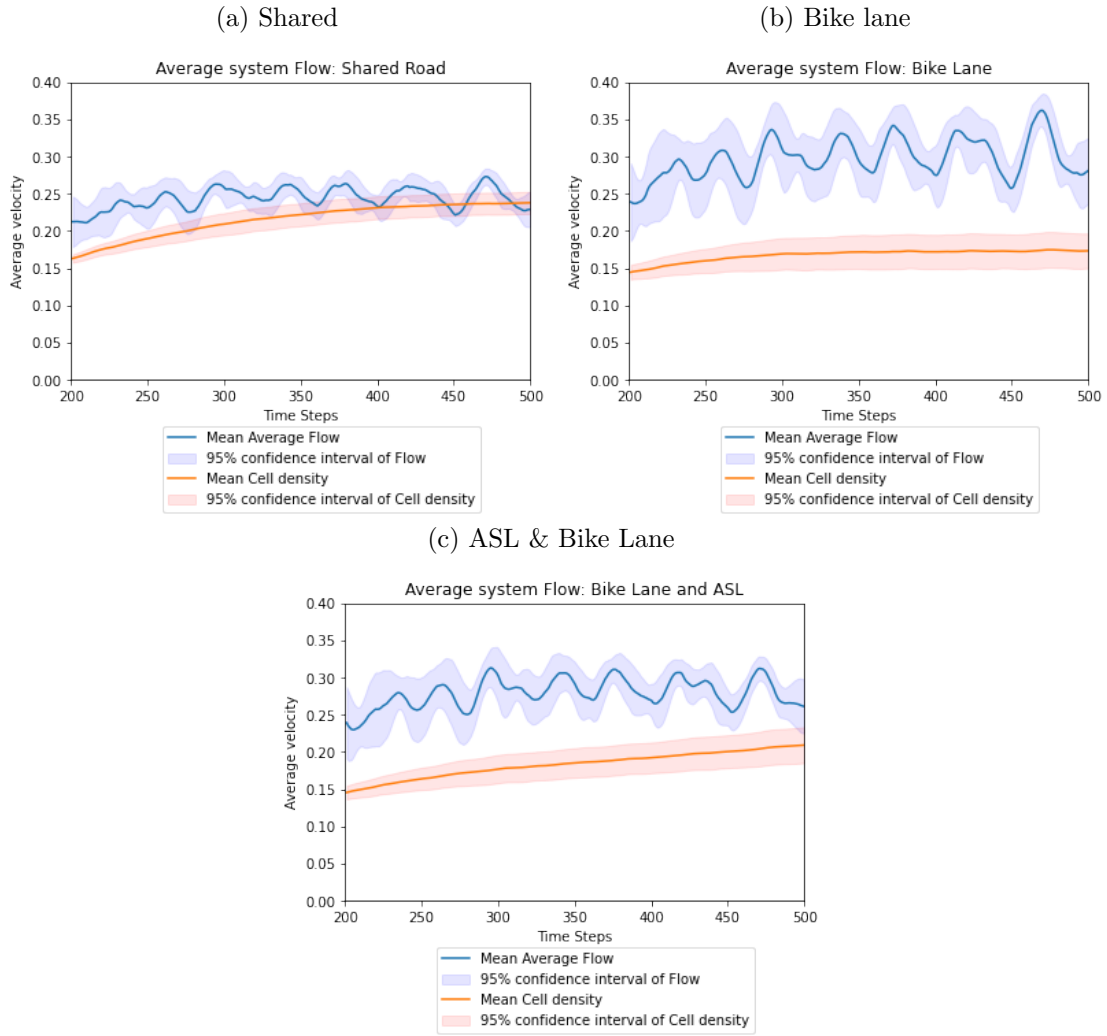 (a) Shared
Average system Flow: Shared Road
0.40
0.35
0.30
0.25
0.20
0.15
0.10
0.05
0.00
Average velocity
200 250 300 350 400 450 500
Time Steps
Mean Average Flow
95% confidence interval of Flow
Mean Cell density
95% confidence interval of Cell density
(b) Bike lane
Average system Flow: Bike Lane
0.40
0.35
0.30
0.25
0.20
0.15
0.10
0.05
0.00
Average velocity
200 250 300 350 400 450 500
Time Steps
Mean Average Flow
95% confidence interval of Flow
Mean Cell density
95% confidence interval of Cell density
(c) ASL & Bike Lane
Average system Flow: Bike Lane and ASL
0.40
0.35
0.30
0.25
0.20
0.15
0.10
0.05
0.00
Average velocity
200 250 300 350 400 450 500
Time Steps
Mean Average Flow
95% confidence interval of Flow
Mean Cell density
95% confidence interval of Cell density